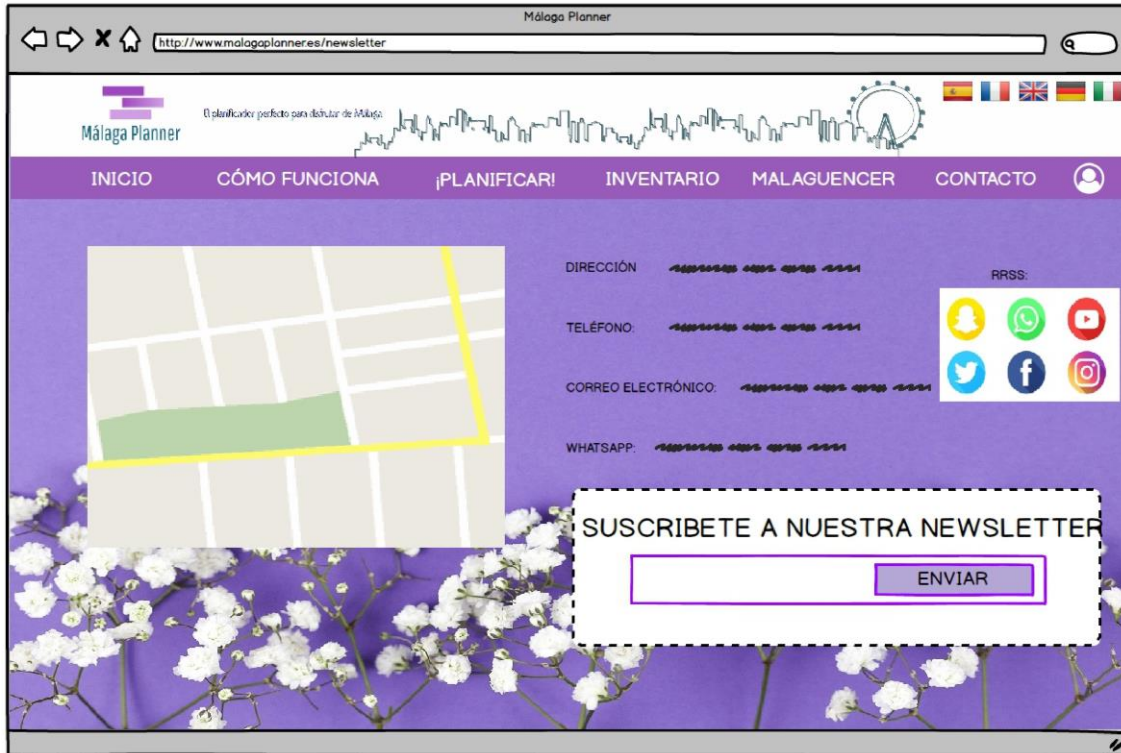 Málaga Planner
http://www.malagaplanner.es/newsletter
Málaga Planner
El planificador perfecto para disfrutar de Málaga
INICIO CÓMO FUNCIONA ¡PLANIFICAR! INVENTARIO MALAGUENCER CONTACTO
DIRECCIÓN
RRSS:
TELÉFONO:
CORREO ELECTRÓNICO:
WHATSAPP:
SUSCRIBETE A NUESTRA NEWSLETTER
ENVIAR